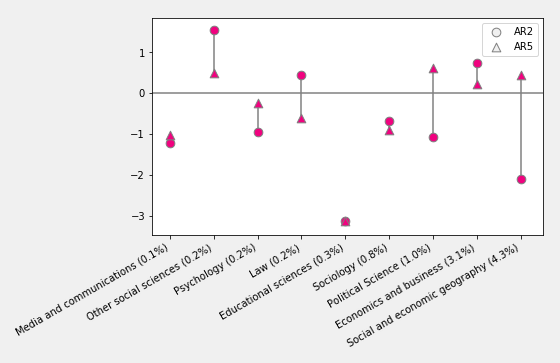 AR2
AR5
1
0
−1
−2
−3
Media and communications (0.1%)
Other social sciences (0.2%)
Psychology (0.2%)
Law (0.2%)
Educational sciences (0.3%)
Sociology (0.8%)
Political Science (1.0%)
Economics and business (3.1%)
Social and economic geography (4.3%)